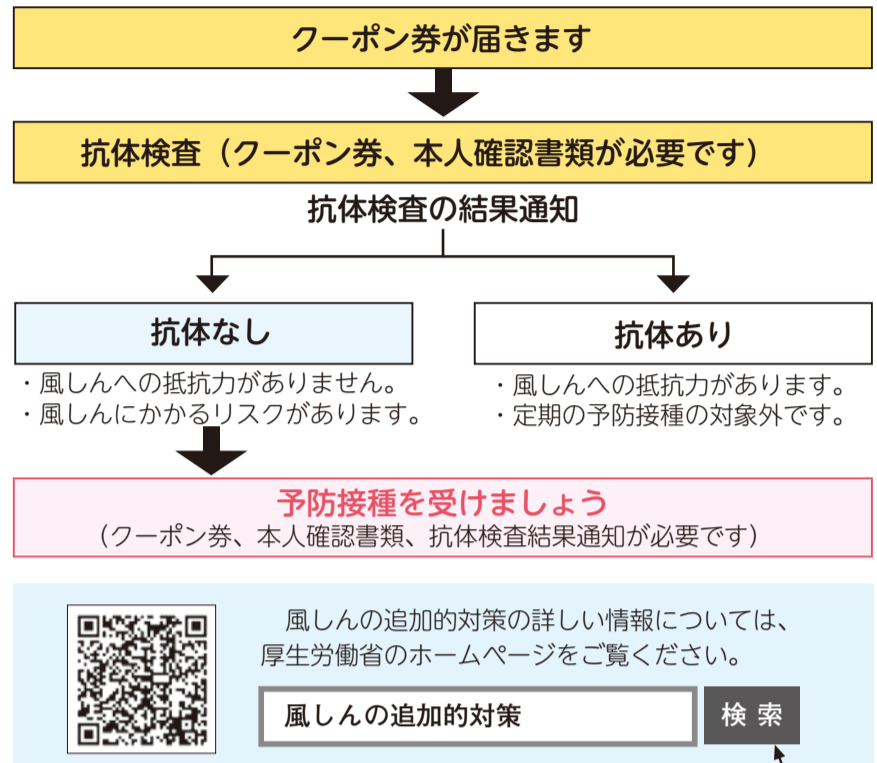 クーポン券が届きます
抗体検査（クーポン券、本人確認書類が必要です）
抗体検査の結果通知
抗体なし
・風しんへの抵抗力がありません。
・風しんにかかるリスクがあります。
抗体あり
・風しんへの抵抗力があります。
・定期の予防接種の対象外です。
予防接種を受けましょう
（クーポン券、本人確認書類、抗体検査結果通知が必要です）
風しんの追加的対策の詳しい情報については、
厚生労働省のホームページをご覧ください。
風しんの追加的対策
検索